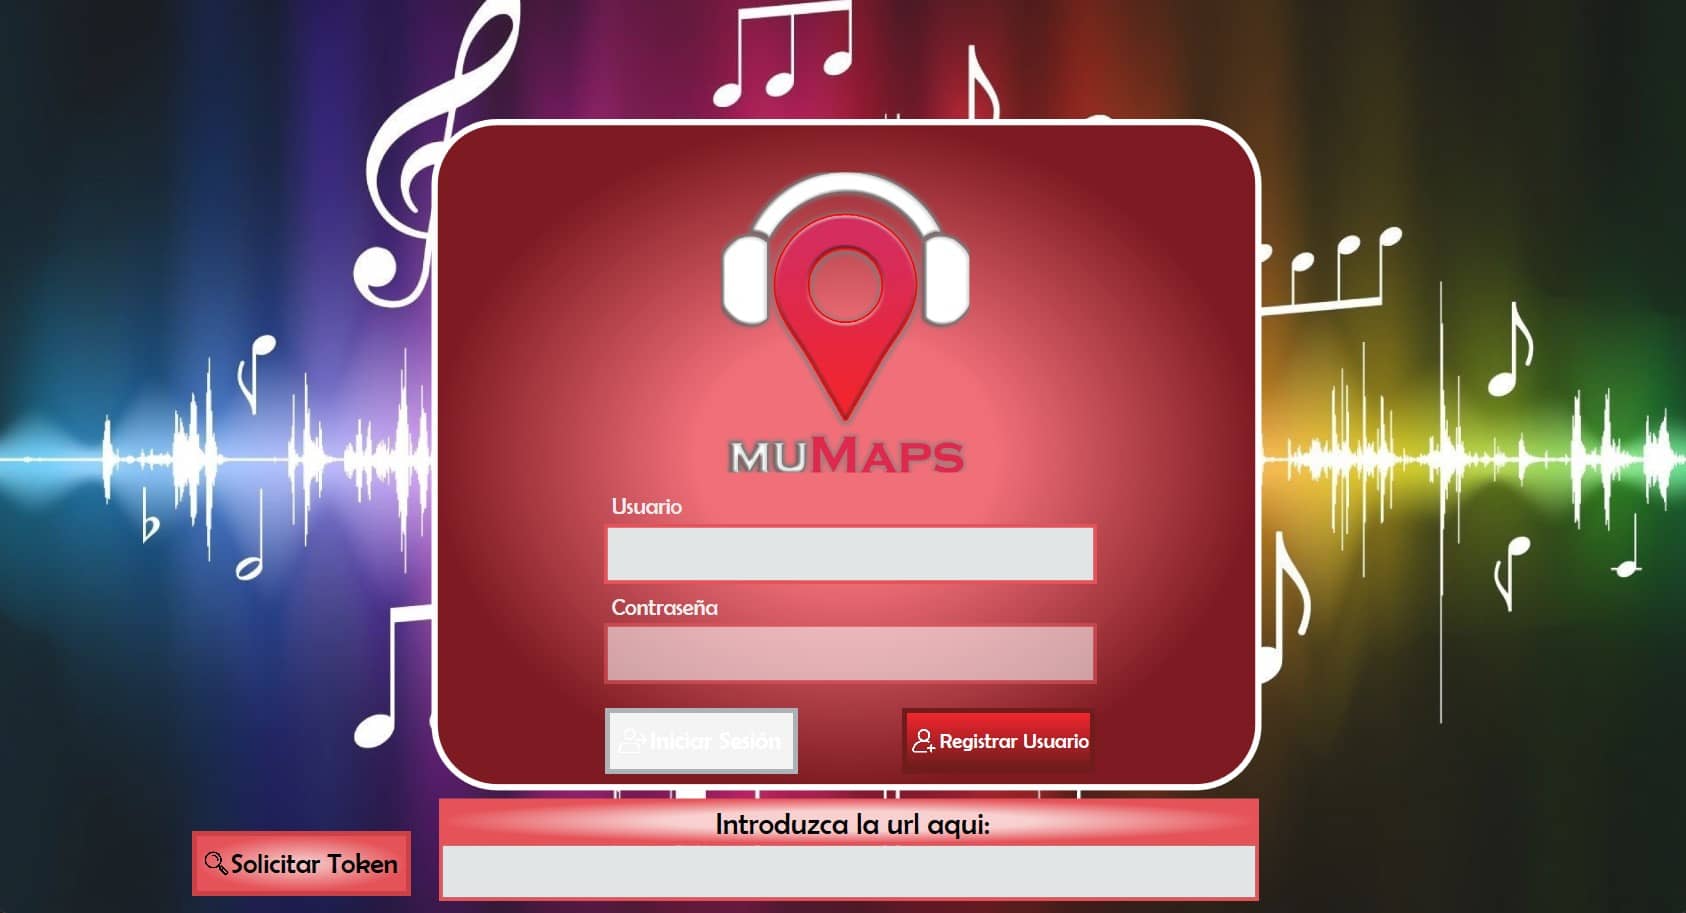 MUMAPS
Usuario
Contraseña
Iniciar Sesión
Registrar Usuario
Introduzca la url aqui:
Solicitar Token